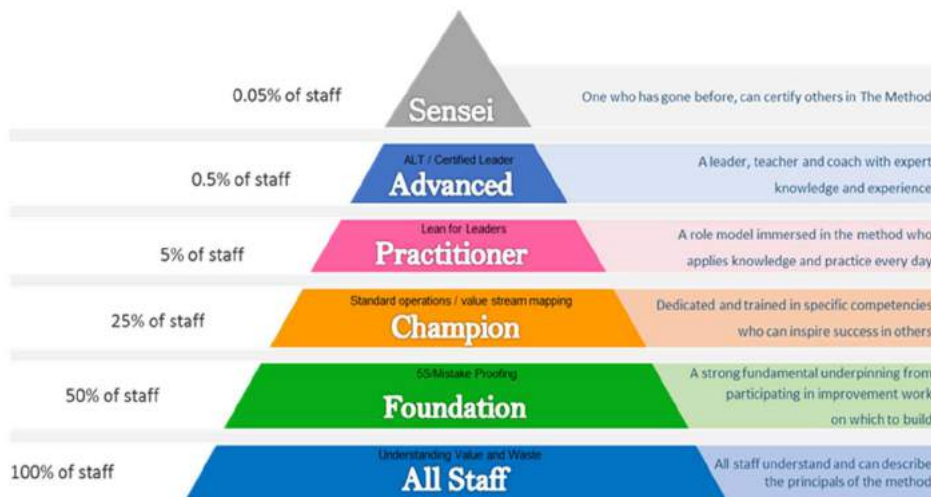 0.05% of staff
Sensei
One who has gone before, can certify others in The Method
0.5% of staff
ALT / Certified Leader
Advanced
A leader, teacher and coach with expert
knowledge and experience
5% of staff
Lean for Leaders
Practitioner
A role model immersed in the method who
applies knowledge and practice every day
25% of staff
Standard operations / value stream mapping
Champion
Dedicated and trained in specific competencies
who can inspire success in others
50% of staff
5S/Mistake Proofing
Foundation
A strong fundamental underpinning from
participating in improvement work
on which to build
100% of staff
Understanding Value and Waste
All Staff
All staff understand and can describe
the principals of the method